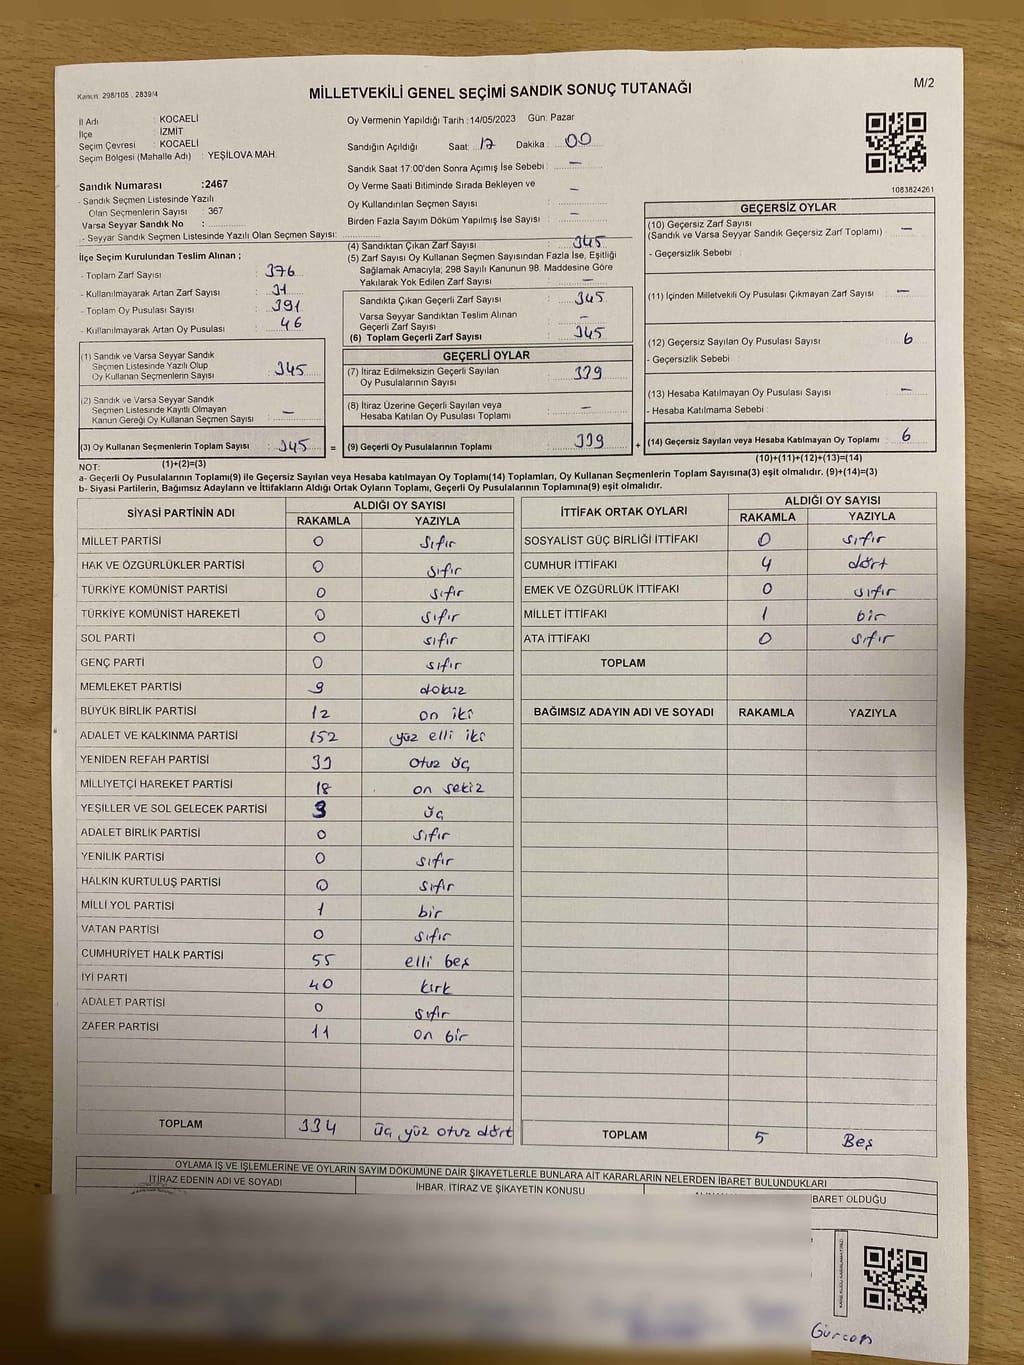 Kanun: 298/105 . 2839/4
MİLLETVEKİLİ GENEL SEÇİMİ SANDIK SONUÇ TUTANAĞI
M/2
İl Adı : KOCAELİ
İlçe : İZMİT
Seçim Çevresi : KOCAELİ
Seçim Bölgesi (Mahalle Adı) : YEŞİLOVA MAH.
Sandık Numarası :2467
- Sandık Seçmen Listesinde Yazılı
Olan Seçmenlerin Sayısı : 367
Varsa Seyyar Sandık No :
- Seyyar Sandık Seçmen Listesinde Yazılı Olan Seçmen Sayısı:
İlçe Seçim Kurulundan Teslim Alınan ;
- Toplam Zarf Sayısı : 376
- Kullanılmayarak Artan Zarf Sayısı : 31
- Toplam Oy Pusulası Sayısı : 391
- Kullanılmayarak Artan Oy Pusulası : 46
(1) Sandık ve Varsa Seyyar Sandık
Seçmen Listesinde Yazılı Olup
Oy Kullanan Seçmenlerin Sayısı : 345
(2) Sandık ve Varsa Seyyar Sandık
Seçmen Listesinde Kayıtlı Olmayan
Kanun Gereği Oy Kullanan Seçmen Sayısı : —
(3) Oy Kullanan Seçmenlerin Toplam Sayısı : 345 =
(1)+(2)=(3)
Oy Vermenin Yapıldığı Tarih :14/05/2023 Gün: Pazar
Sandığın Açıldığı Saat: 17 Dakika : 00
Sandık Saat 17:00'den Sonra Açımış İse Sebebi : —
Oy Verme Saati Bitiminde Sırada Bekleyen ve
Oy Kullandırılan Seçmen Sayısı : —
Birden Fazla Sayım Döküm Yapılmış İse Sayısı : —
(4) Sandıktan Çıkan Zarf Sayısı : 345
(5) Zarf Sayısı Oy Kullanan Seçmen Sayısından Fazla İse, Eşitliği
Sağlamak Amacıyla; 298 Sayılı Kanunun 98. Maddesine Göre
Yakılarak Yok Edilen Zarf Sayısı : —
Sandıkta Çıkan Geçerli Zarf Sayısı : 345
Varsa Seyyar Sandıktan Teslim Alınan
Geçerli Zarf Sayısı : —
(6) Toplam Geçerli Zarf Sayısı : 345
GEÇERLİ OYLAR
(7) İtiraz Edilmeksizin Geçerli Sayılan
Oy Pusulalarının Sayısı : 339
(8) İtiraz Üzerine Geçerli Sayılan veya
Hesaba Katılan Oy Pusulası Toplamı : —
(9) Geçerli Oy Pusulalarının Toplamı : 339 +
1083824261
GEÇERSİZ OYLAR
(10) Geçersiz Zarf Sayısı
(Sandık ve Varsa Seyyar Sandık Geçersiz Zarf Toplamı) : —
- Geçersizlik Sebebi :
(11) İçinden Milletvekili Oy Pusulası Çıkmayan Zarf Sayısı : —
(12) Geçersiz Sayılan Oy Pusulası Sayısı : 6
- Geçersizlik Sebebi :
(13) Hesaba Katılmayan Oy Pusulası Sayısı : —
- Hesaba Katılmama Sebebi :
(14) Geçersiz Sayılan veya Hesaba Katılmayan Oy Toplamı : 6
(10)+(11)+(12)+(13)=(14)
NOT:
a- Geçerli Oy Pusulalarının Toplamı(9) ile Geçersiz Sayılan veya Hesaba katılmayan Oy Toplamı(14) Toplamları, Oy Kullanan Seçmenlerin Toplam Sayısına(3) eşit olmalıdır. (9)+(14)=(3)
b- Siyasi Partilerin, Bağımsız Adayların ve İttifakların Aldığı Ortak Oyların Toplamı, Geçerli Oy Pusulalarının Toplamına(9) eşit olmalıdır.
SİYASİ PARTİNİN ADI ALDIĞI OY SAYISI
RAKAMLA YAZIYLA
MİLLET PARTİSİ 0 sıfır
HAK VE ÖZGÜRLÜKLER PARTİSİ 0 sıfır
TÜRKİYE KOMÜNİST PARTİSİ 0 sıfır
TÜRKİYE KOMÜNİST HAREKETİ 0 sıfır
SOL PARTİ 0 sıfır
GENÇ PARTİ 0 sıfır
MEMLEKET PARTİSİ 9 dokuz
BÜYÜK BİRLİK PARTİSİ 12 on iki
ADALET VE KALKINMA PARTİSİ 152 yüz elli iki
YENİDEN REFAH PARTİSİ 33 otuz üç
MİLLİYETÇİ HAREKET PARTİSİ 18 on sekiz
YEŞİLLER VE SOL GELECEK PARTİSİ 3 üç
ADALET BİRLİK PARTİSİ 0 sıfır
YENİLİK PARTİSİ 0 sıfır
HALKIN KURTULUŞ PARTİSİ 0 sıfır
MİLLİ YOL PARTİSİ 1 bir
VATAN PARTİSİ 0 sıfır
CUMHURİYET HALK PARTİSİ 55 elli beş
İYİ PARTİ 40 kırk
ADALET PARTİSİ 0 sıfır
ZAFER PARTİSİ 11 on bir
TOPLAM 334 üç yüz otuz dört
İTTİFAK ORTAK OYLARI ALDIĞI OY SAYISI
RAKAMLA YAZIYLA
SOSYALİST GÜÇ BİRLİĞİ İTTİFAKI 0 sıfır
CUMHUR İTTİFAKI 4 dört
EMEK VE ÖZGÜRLÜK İTTİFAKI 0 sıfır
MİLLET İTTİFAKI 1 bir
ATA İTTİFAKI 0 sıfır
TOPLAM
BAĞIMSIZ ADAYIN ADI VE SOYADI RAKAMLA YAZIYLA
TOPLAM 5 Beş
OYLAMA İŞ VE İŞLEMLERİNE VE OYLARIN SAYIM DÖKÜMÜNE DAİR ŞİKAYETLERLE BUNLARA AİT KARARLARIN NELERDEN İBARET BULUNDUKLARI
İTİRAZ EDENİN ADI VE SOYADI İHBAR, İTİRAZ VE ŞİKAYETİN KONUSU İBARET OLDUĞU
Gürcan